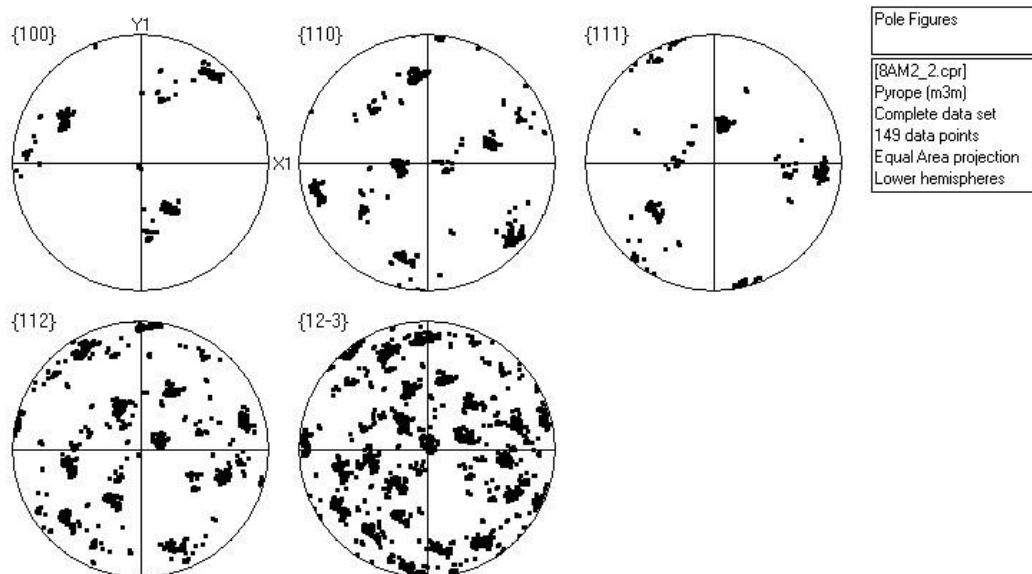 {100}
Y1
X1
{110}
{111}
Pole Figures
[8AM2_2.cpr]
Pyrope (m3m)
Complete data set
149 data points
Equal Area projection
Lower hemispheres
{112}
{12-3}